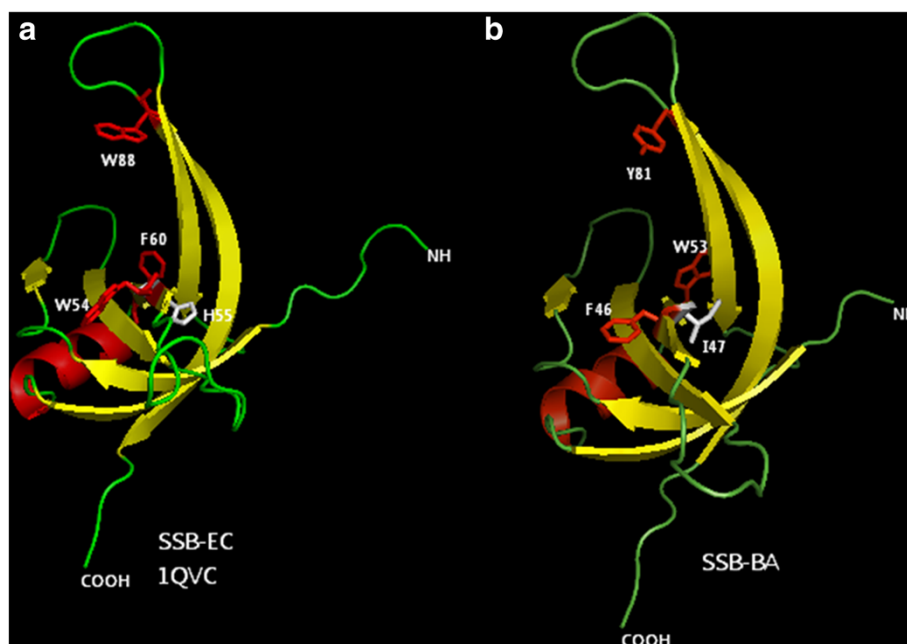 a
W88
F60
W54
H55
NH
SSB-EC
1QVC
COOH
b
Y81
W53
F46
I47
SSB-BA
COOH